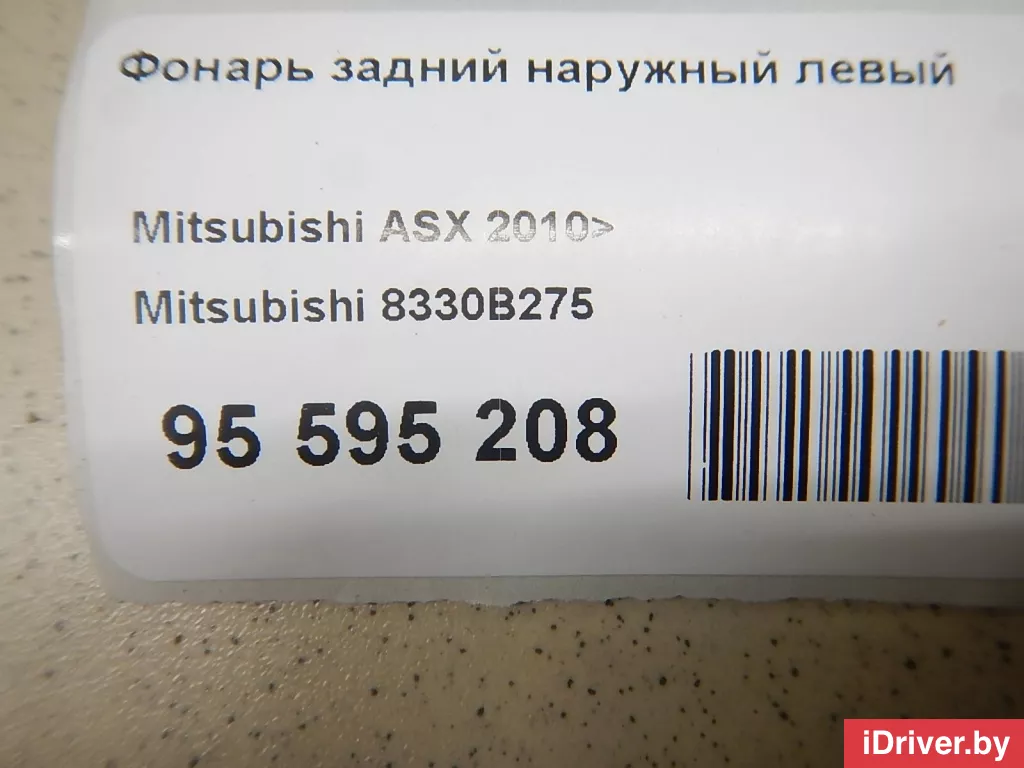 Фонарь задний наружный левый
Mitsubishi ASX 2010>
Mitsubishi 8330B275
95 595 208
iDriver.by